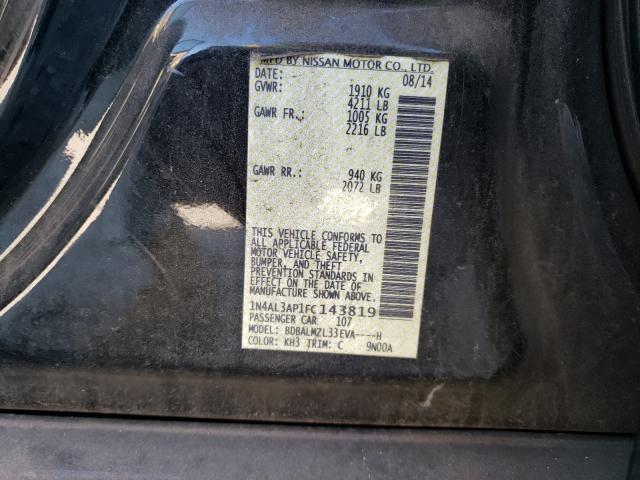 MFD BY NISSAN MOTOR CO., LTD.
DATE: 08/14
GVWR: 1910 KG
4211 LB
GAWR FR: 1005 KG
2216 LB
GAWR RR: 940 KG
2072 LB
THIS VEHICLE CONFORMS TO
ALL APPLICABLE FEDERAL
MOTOR VEHICLE SAFETY,
BUMPER, AND THEFT
PREVENTION STANDARDS IN
EFFECT ON THE DATE OF
MANUFACTURE SHOWN ABOVE.
1N4AL3AP1FC143819
PASSENGER CAR 107
MODEL: BDBALMZL33EVA----H
COLOR: KH3 TRIM: C 9N00A